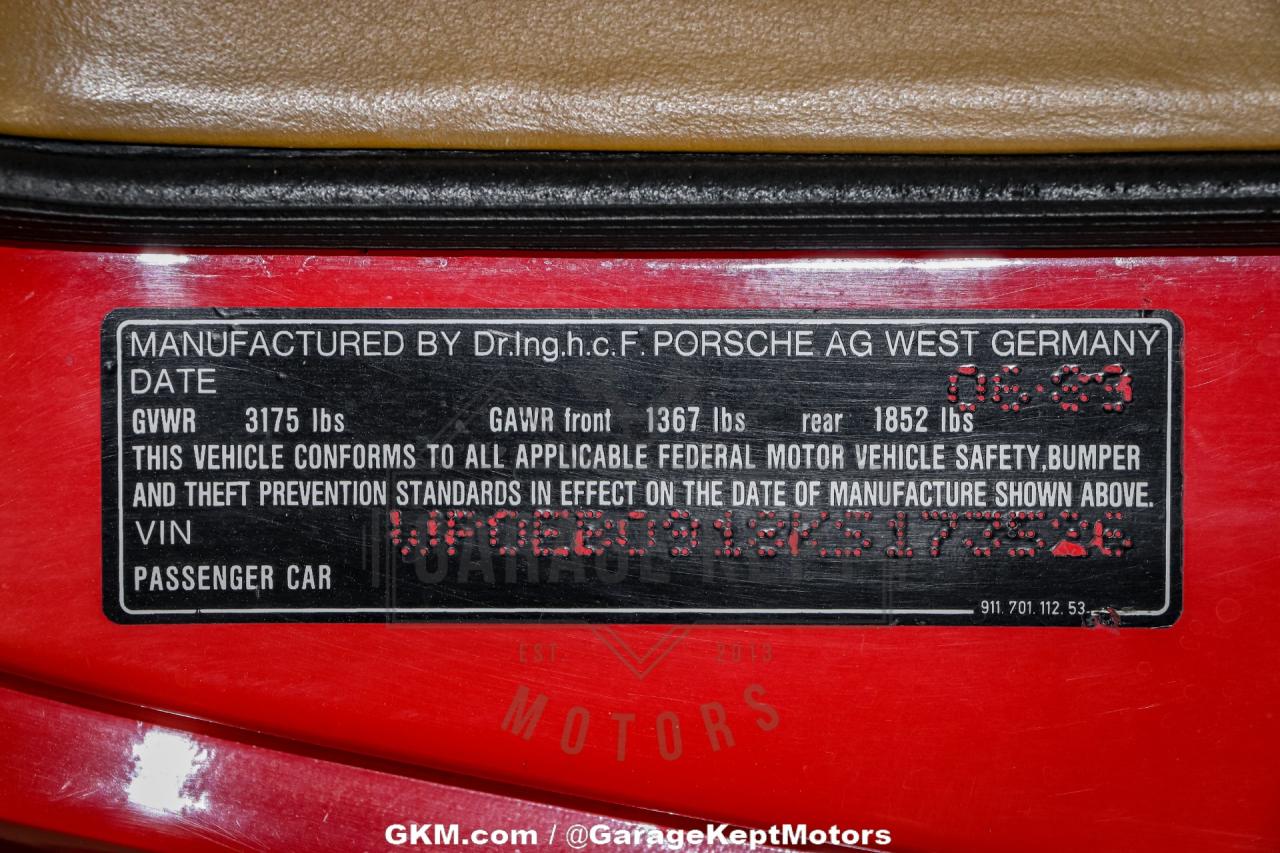 MANUFACTURED BY Dr.Ing.h.c.F. PORSCHE AG WEST GERMANY
DATE 06-89
GVWR 3175 lbs GAWR front 1367 lbs rear 1852 lbs
THIS VEHICLE CONFORMS TO ALL APPLICABLE FEDERAL MOTOR VEHICLE SAFETY,BUMPER
AND THEFT PREVENTION STANDARDS IN EFFECT ON THE DATE OF MANUFACTURE SHOWN ABOVE.
VIN WP0EB0918KS173526
GARAGE KEPT
PASSENGER CAR
911. 701. 112. 53
EST. 2013
MOTORS
GKM.com / @GarageKeptMotors